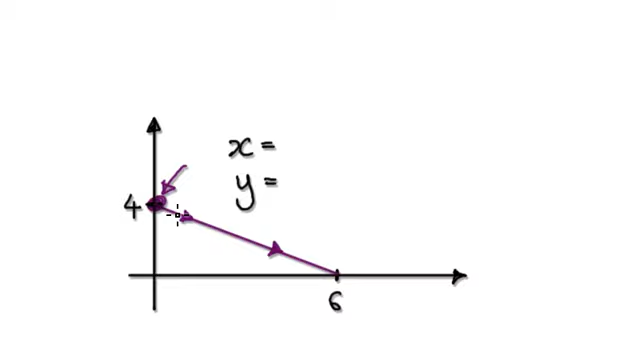 x =
y =
4
6